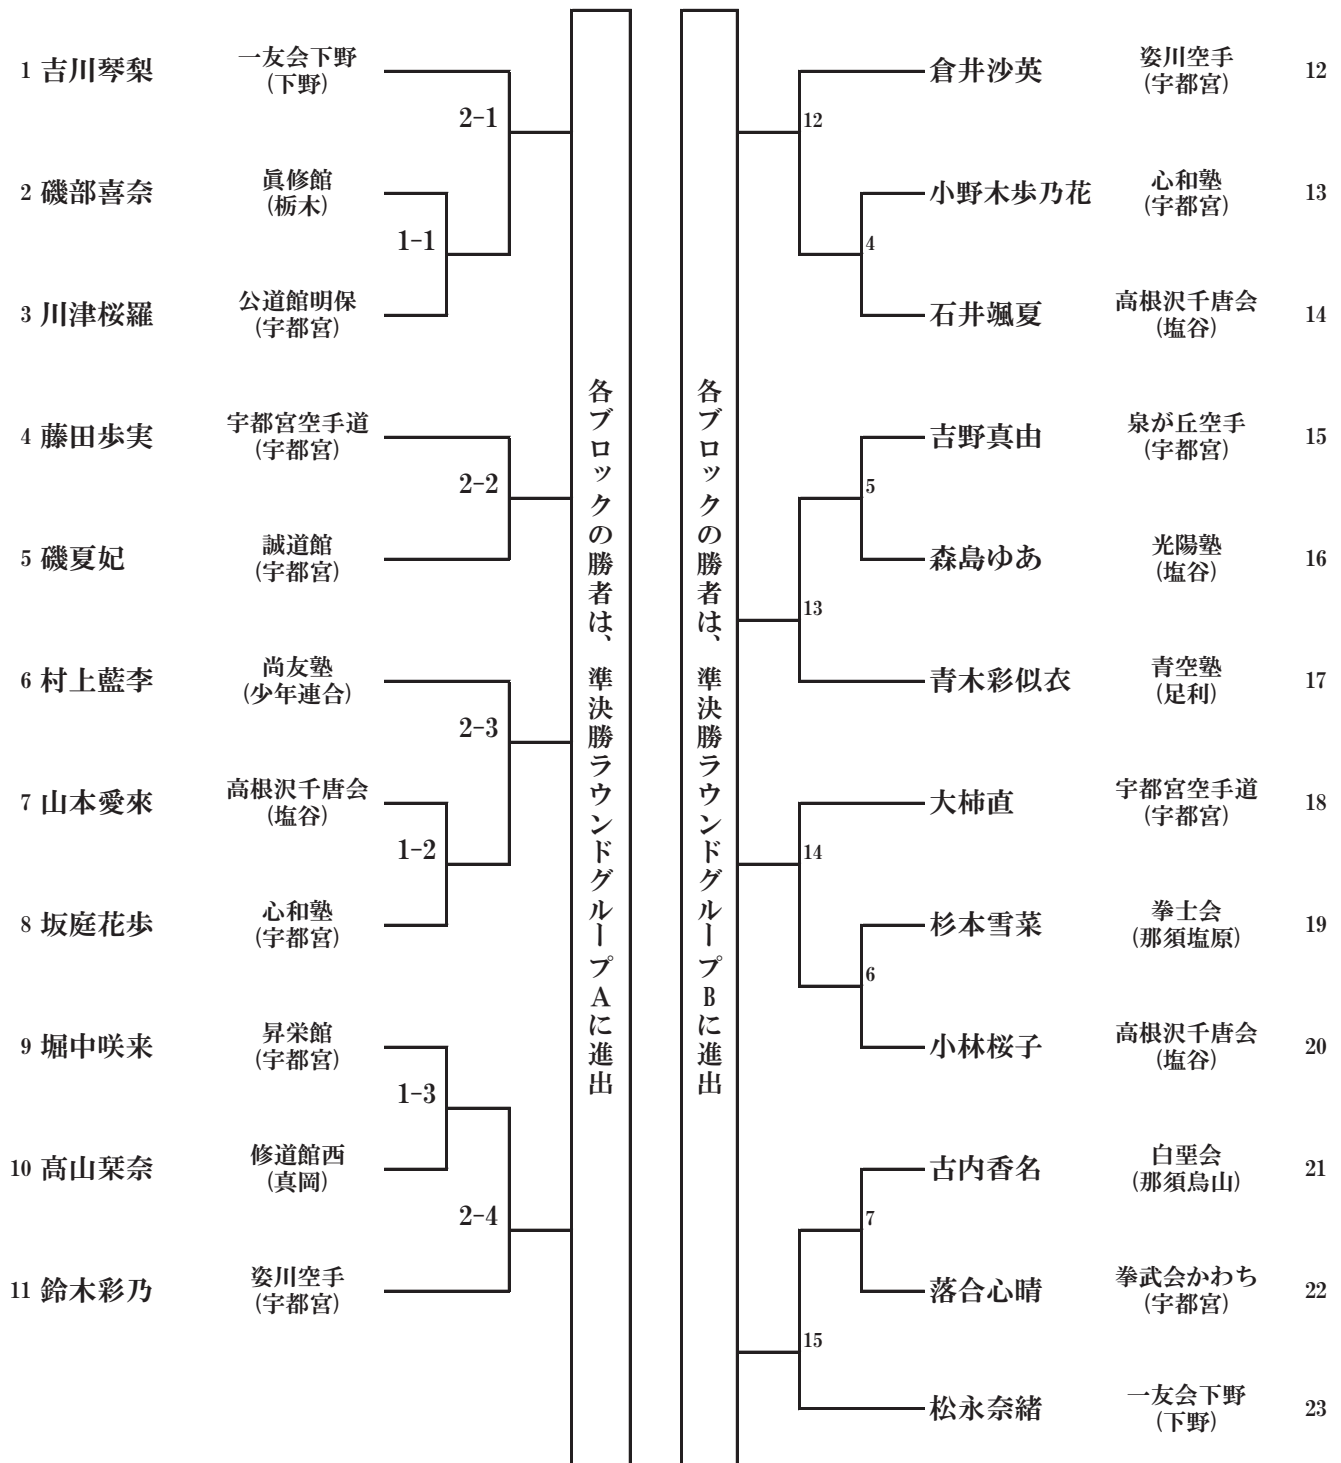 1 吉川琴梨 一友会下野
(下野)
2-1
2 磯部喜奈 眞修館
(栃木)
1-1
3 川津桜羅 公道館明保
(宇都宮)
4 藤田歩実 宇都宮空手道
(宇都宮)
2-2
5 磯夏妃 誠道館
(宇都宮)
6 村上藍李 尚友塾
(少年連合)
2-3
7 山本愛來 高根沢千唐会
(塩谷)
1-2
8 坂庭花歩 心和塾
(宇都宮)
9 堀中咲来 昇栄館
(宇都宮)
1-3
10 髙山栞奈 修道館西
(真岡)
2-4
11 鈴木彩乃 姿川空手
(宇都宮)
各ブロックの勝者は、準決勝ラウンドグループAに進出
各ブロックの勝者は、準決勝ラウンドグループBに進出
倉井沙英 姿川空手 12
(宇都宮)
12
小野木歩乃花 心和塾 13
(宇都宮)
4
石井颯夏 高根沢千唐会 14
(塩谷)
吉野真由 泉が丘空手 15
(宇都宮)
5
森島ゆあ 光陽塾 16
(塩谷)
13
青木彩似衣 青空塾 17
(足利)
大柿直 宇都宮空手道 18
(宇都宮)
14
杉本雪菜 拳士会 19
(那須塩原)
6
小林桜子 高根沢千唐会 20
(塩谷)
古内香名 白堊会 21
(那須烏山)
7
落合心晴 拳武会かわち 22
(宇都宮)
15
松永奈緒 一友会下野 23
(下野)